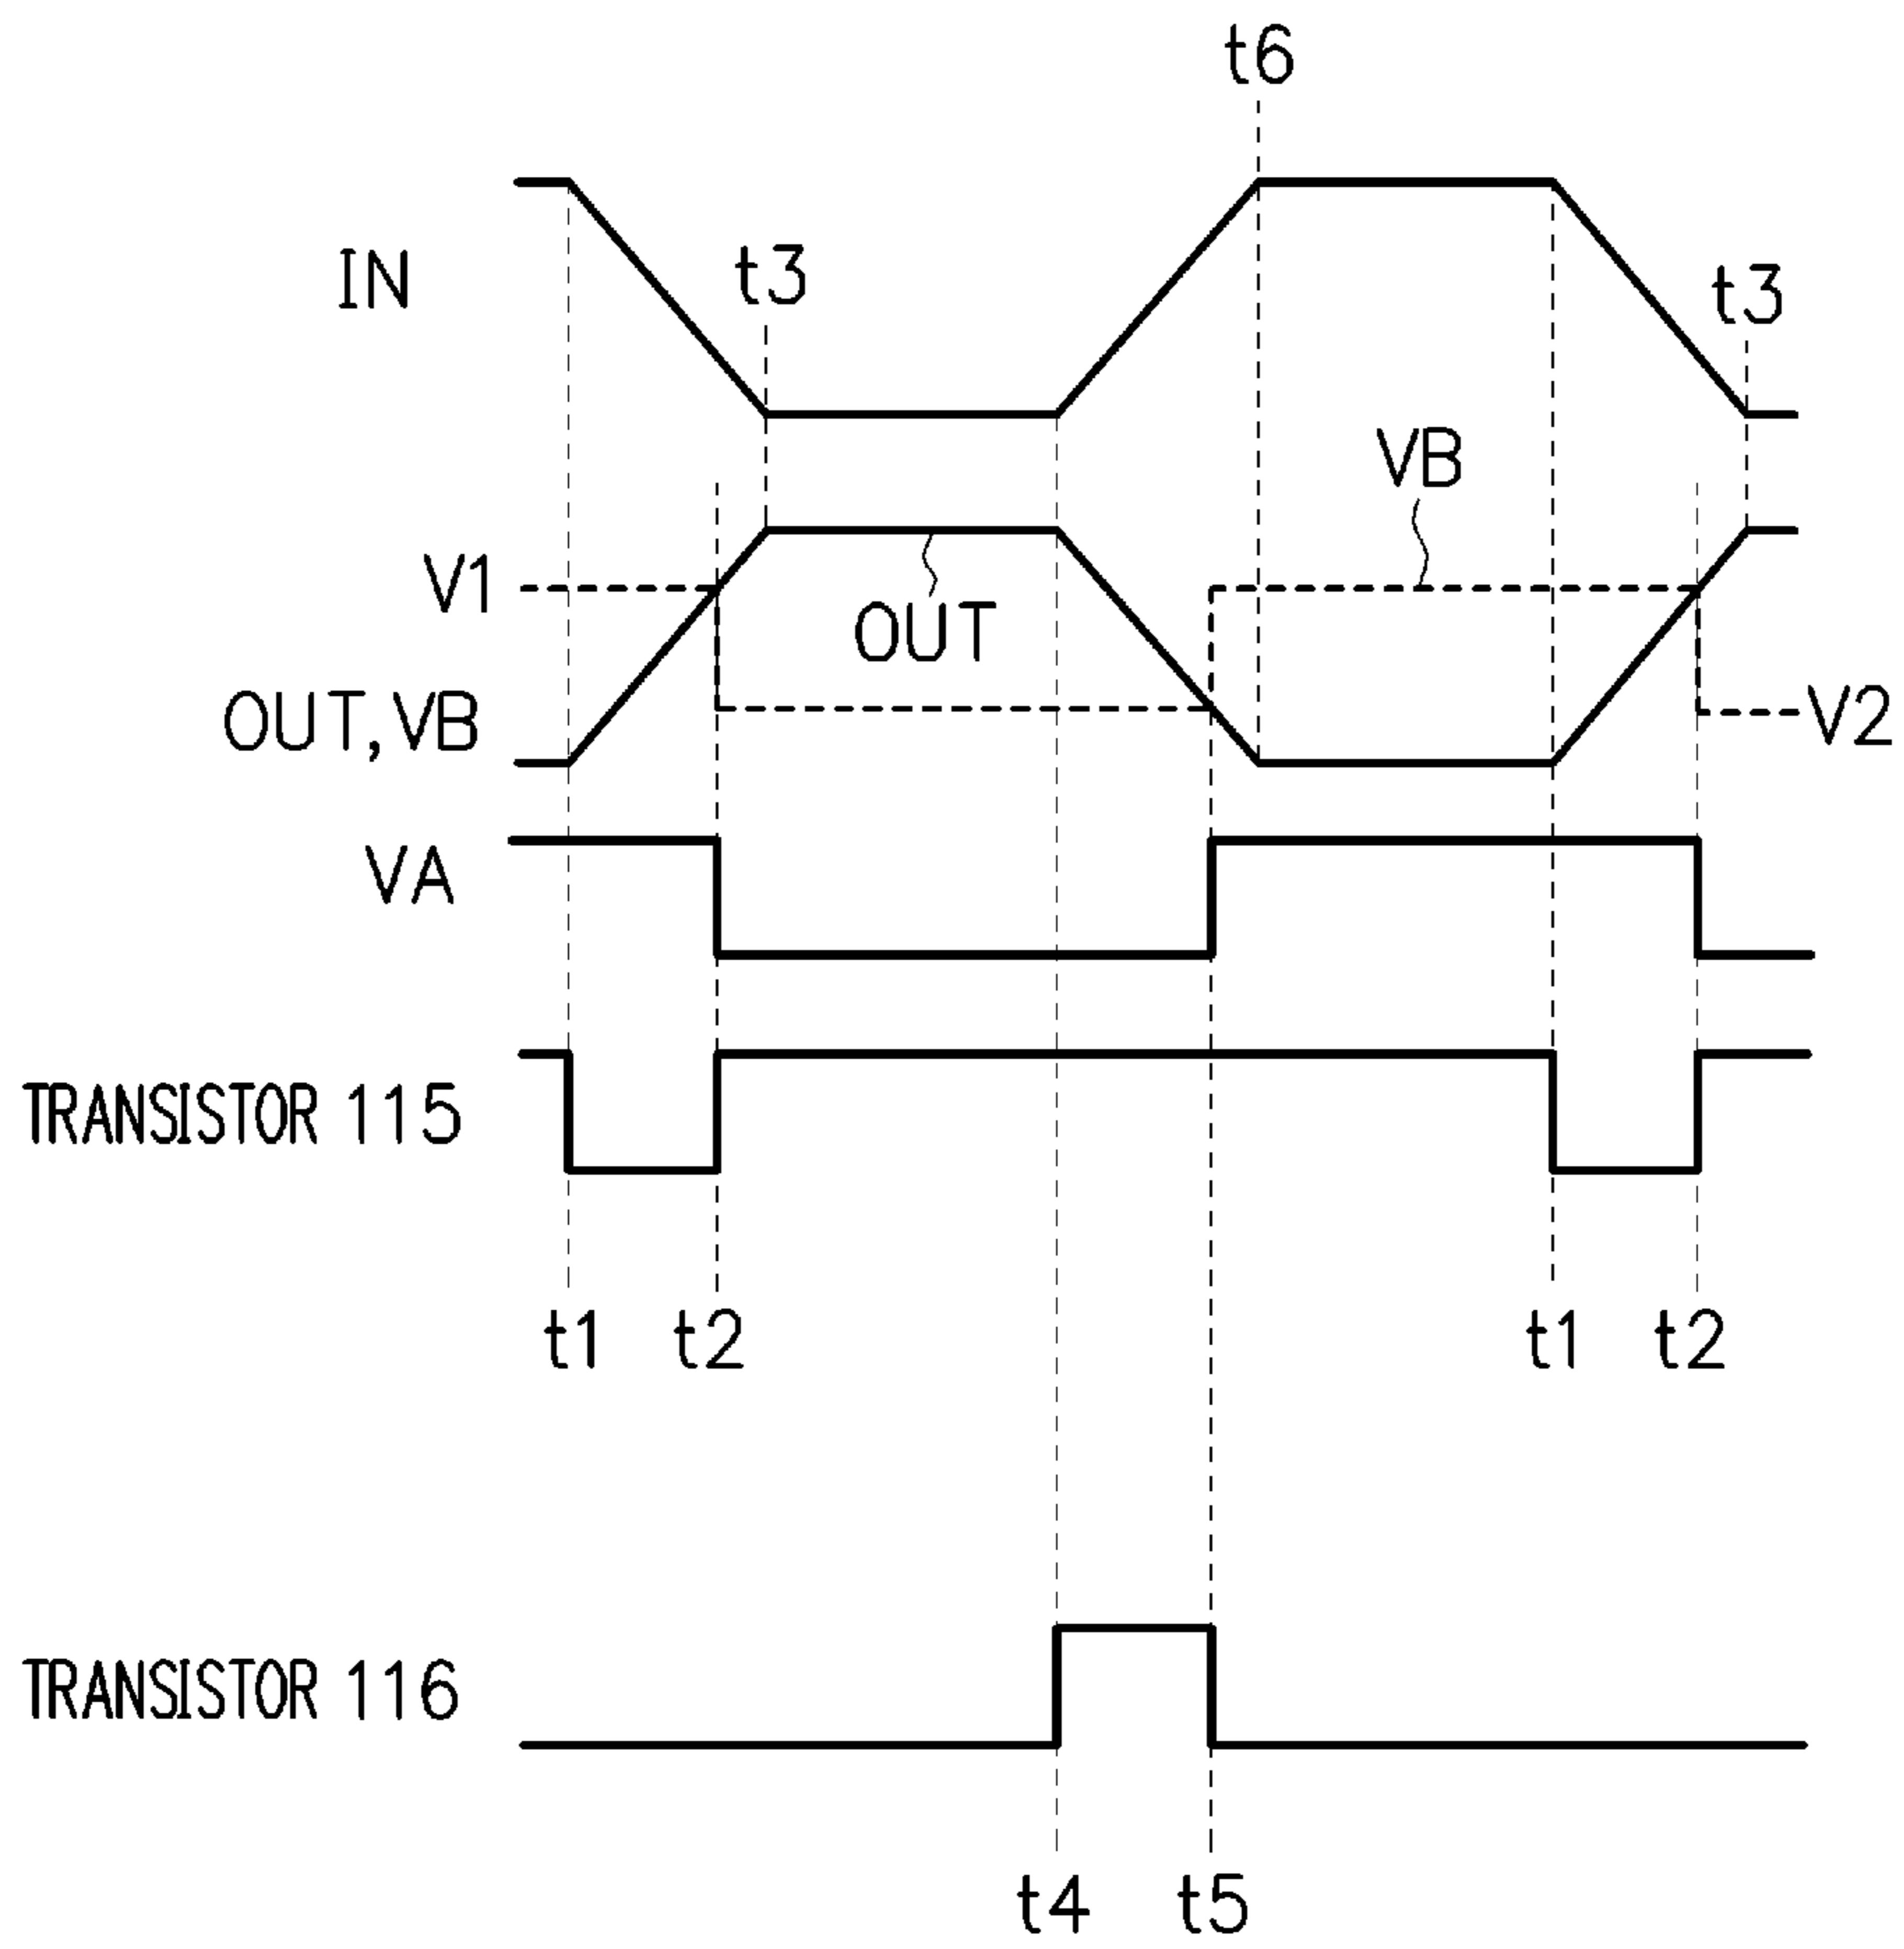 t6
IN
t3
t3
VB
V1
OUT
OUT,VB
V2
VA
TRANSISTOR 115
t1
t2
t1
t2
TRANSISTOR 116
t4
t5